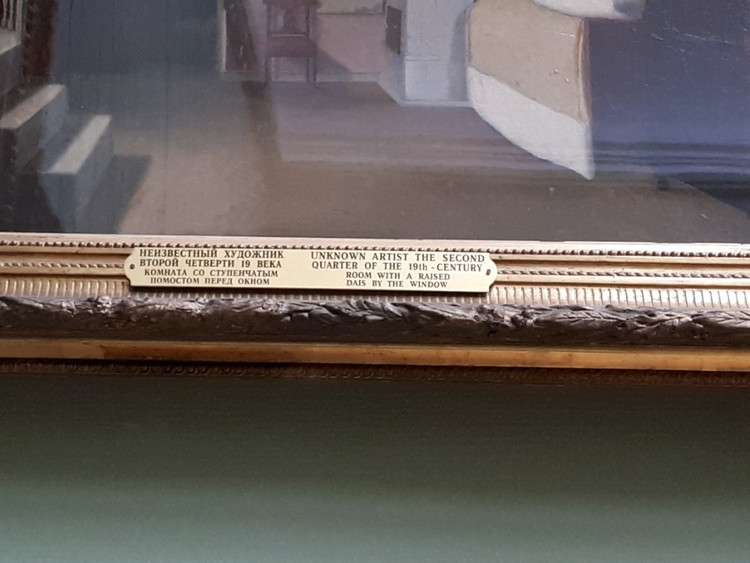 НЕИЗВЕСТНЫЙ ХУДОЖНИК
ВТОРОЙ ЧЕТВЕРТИ 19 ВЕКА
КОМНАТА СО СТУПЕНЧАТЫМ
ПОМОСТОМ ПЕРЕД ОКНОМ
UNKNOWN ARTIST THE SECOND
QUARTER OF THE 19th - CENTURY
ROOM WITH A RAISED
DAIS BY THE WINDOW